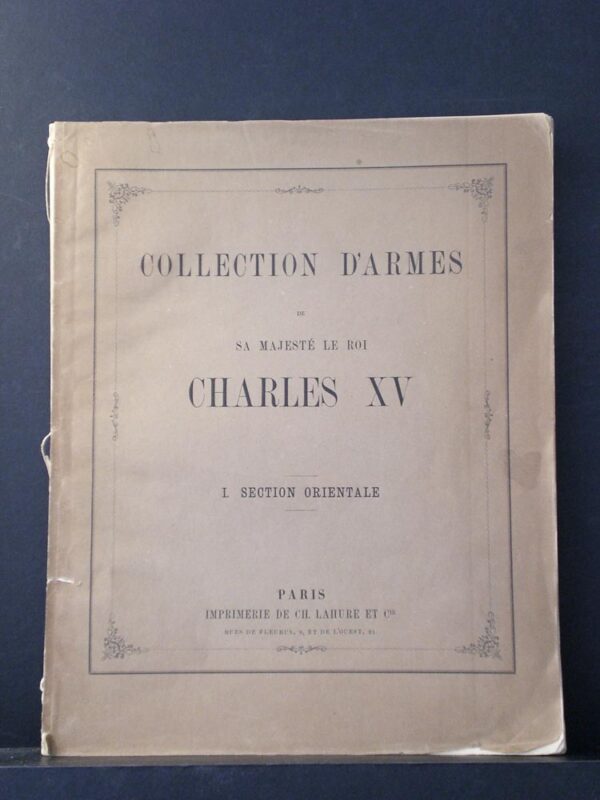 COLLECTION D'ARMES
DE
SA MAJESTÉ LE ROI
CHARLES XV
I. SECTION ORIENTALE
PARIS
IMPRIMERIE DE CH. LAHURE ET Cie
RUES DE FLEURUS, 9, ET DE L'OUEST, 21